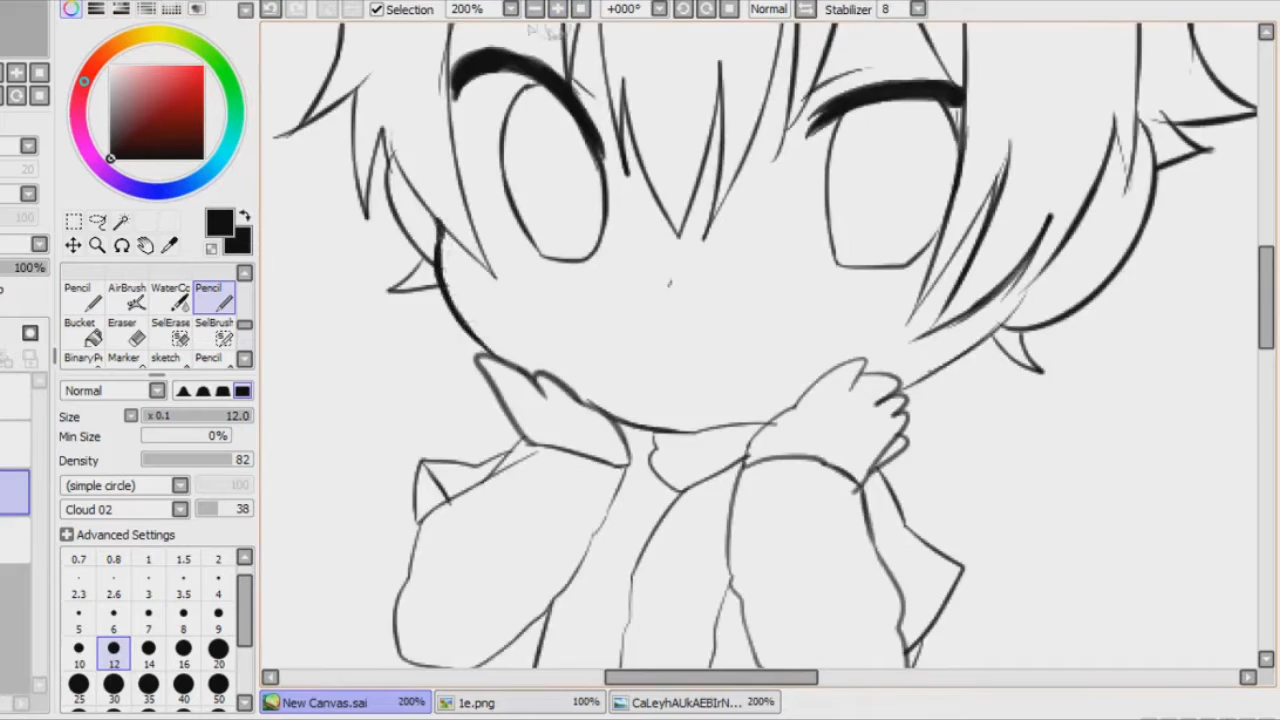 Selection 200% +000° Normal Stabilizer 8
20
100
100%
Pencil AirBrush WaterCo Pencil
Bucket Eraser SelErase SelBrush
BinaryPe Marker sketch Pencil
Normal
Size x 0.1 12.0
Min Size 0%
Density 82
(simple circle) 100
Cloud 02 38
Advanced Settings
0.7 0.8 1 1.5 2
2.3 2.6 3 3.5 4
5 6 7 8 9
10 12 14 16 20
25 30 35 40 50
New Canvas.sai 200% 1e.png 100% CaLeyhAUkAEBIrN... 200%